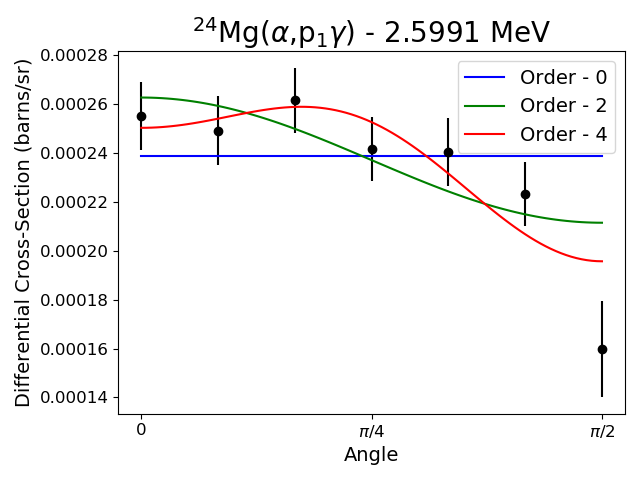 ²⁴Mg(α,p₁γ) - 2.5991 MeV
Differential Cross-Section (barns/sr)
0.00028
0.00026
0.00024
0.00022
0.00020
0.00018
0.00016
0.00014
Order - 0
Order - 2
Order - 4
0
π/4
π/2
Angle